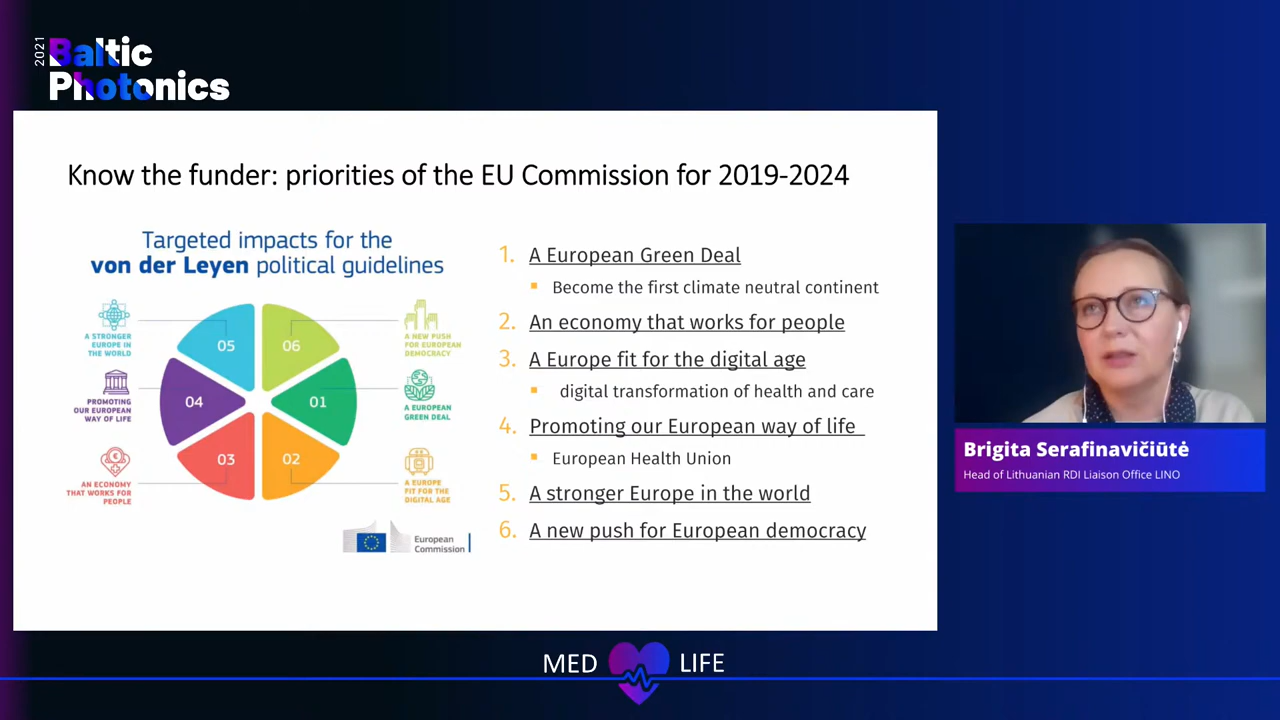 2021
Baltic
Photonics
Know the funder: priorities of the EU Commission for 2019-2024
Targeted impacts for the
von der Leyen political guidelines
A STRONGER
EUROPE IN
THE WORLD
05
06
A NEW PUSH
FOR EUROPEAN
DEMOCRACY
PROMOTING
OUR EUROPEAN
WAY OF LIFE
04
01
A EUROPEAN
GREEN DEAL
AN ECONOMY
THAT WORKS FOR
PEOPLE
03
02
A EUROPE
FIT FOR THE
DIGITAL AGE
European
Commission
1. A European Green Deal
▪ Become the first climate neutral continent
2. An economy that works for people
3. A Europe fit for the digital age
▪ digital transformation of health and care
4. Promoting our European way of life
▪ European Health Union
5. A stronger Europe in the world
6. A new push for European democracy
Brigita Serafinavičiūtė
Head of Lithuanian RDI Liaison Office LINO
MED LIFE